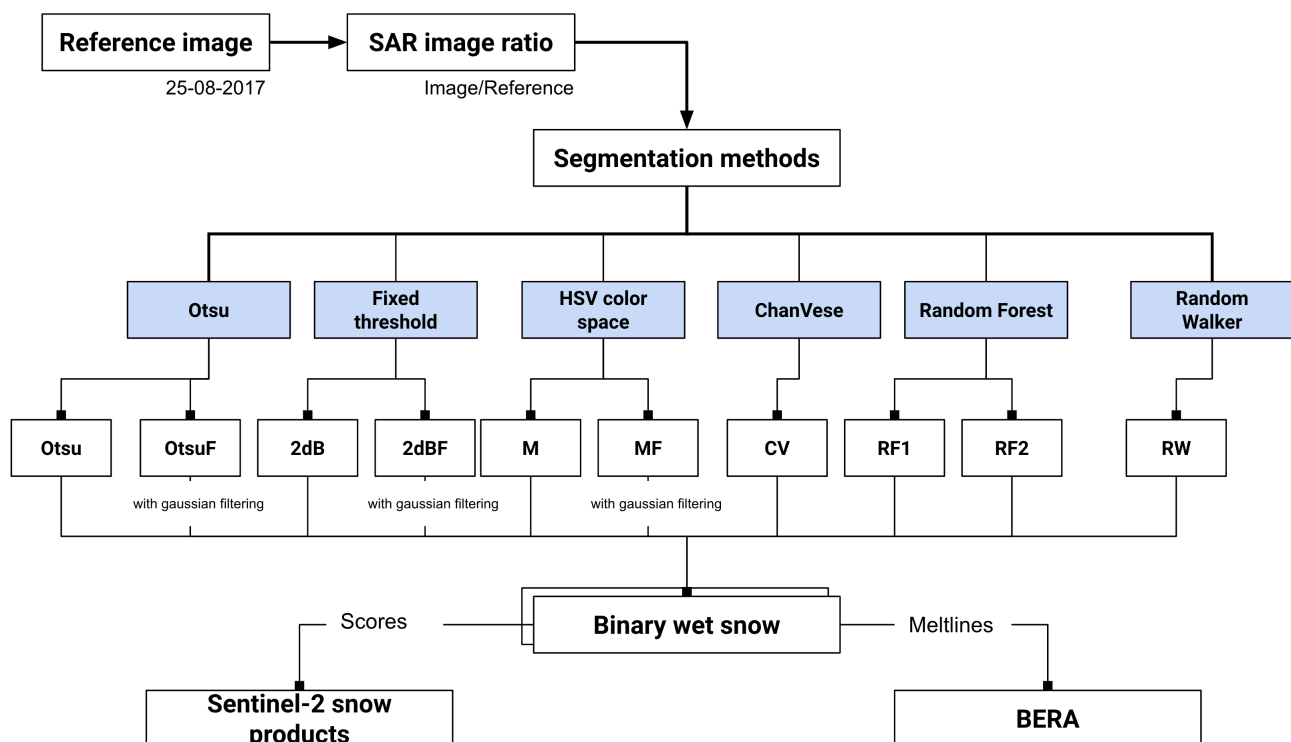 Reference image
SAR image ratio
25-08-2017
Image/Reference
Segmentation methods
Otsu
Fixed
threshold
HSV color
space
ChanVese
Random Forest
Random
Walker
Otsu
OtsuF
2dB
2dBF
M
MF
CV
RF1
RF2
RW
with gaussian filtering
with gaussian filtering
with gaussian filtering
Scores
Binary wet snow
Meltlines
Sentinel-2 snow
products
BERA